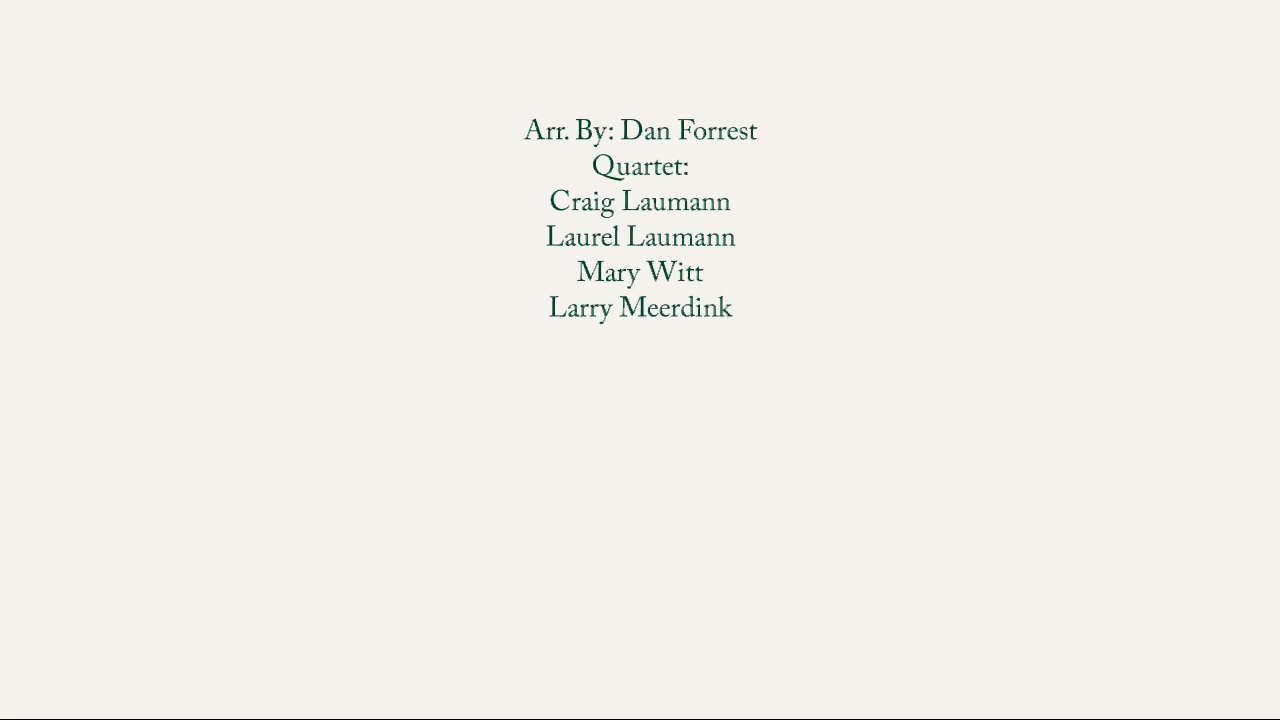 Arr. By: Dan Forrest
Quartet:
Craig Laumann
Laurel Laumann
Mary Witt
Larry Meerdink